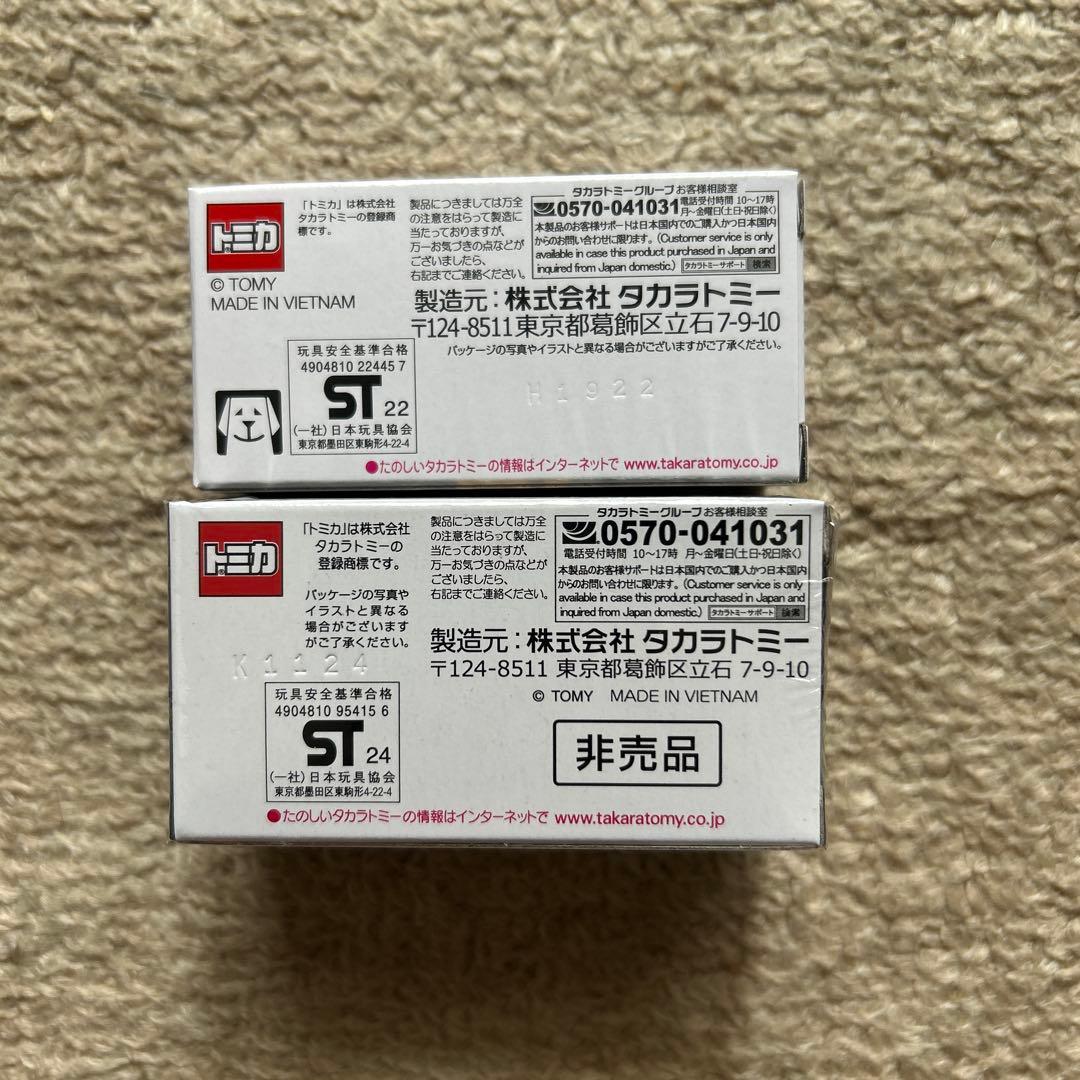 トミカ
「トミカ」は株式会社
タカラトミーの登録商
標です。
© TOMY
MADE IN VIETNAM
製品につきましては万全
の注意をはらって製造に
当たっておりますが、
万一お気づきの点などが
ございましたら、
右記までご連絡ください。
タカラトミーグループ お客様相談室
0570-041031 電話受付時間 10〜17時
月〜金曜日(土日・祝日除く)
本製品のお客様サポートは日本国内でのご購入かつ日本国内
からのお問い合わせに限ります。(Customer service is only
available in case this product purchased in Japan and
inquired from Japan domestic.) タカラトミーサポート 検索
製造元:株式会社 タカラトミー
〒124-8511 東京都葛飾区立石 7-9-10
パッケージの写真やイラストと異なる場合がございますがご了承ください。
玩具安全基準合格
4904810 22445 7
ST 22
(一社)日本玩具協会
東京都墨田区東駒形4-22-4
H1922
●たのしいタカラトミーの情報はインターネットで www.takaratomy.co.jp
トミカ
「トミカ」は株式会社
タカラトミーの
登録商標です。
パッケージの写真や
イラストと異なる
場合がございます
がご了承ください。
K1124
製品につきましては万全
の注意をはらって製造に
当たっておりますが、
万一お気づきの点などが
ございましたら、
右記までご連絡ください。
タカラトミーグループ お客様相談室
0570-041031
電話受付時間 10〜17時 月〜金曜日(土日・祝日除く)
本製品のお客様サポートは日本国内でのご購入かつ日本国内
からのお問い合わせに限ります。(Customer service is only
available in case this product purchased in Japan and
inquired from Japan domestic.) タカラトミーサポート 検索
製造元:株式会社 タカラトミー
〒124-8511 東京都葛飾区立石 7-9-10
© TOMY MADE IN VIETNAM
玩具安全基準合格
4904810 95415 6
ST 24
(一社)日本玩具協会
東京都墨田区東駒形4-22-4
非売品
●たのしいタカラトミーの情報はインターネットで www.takaratomy.co.jp